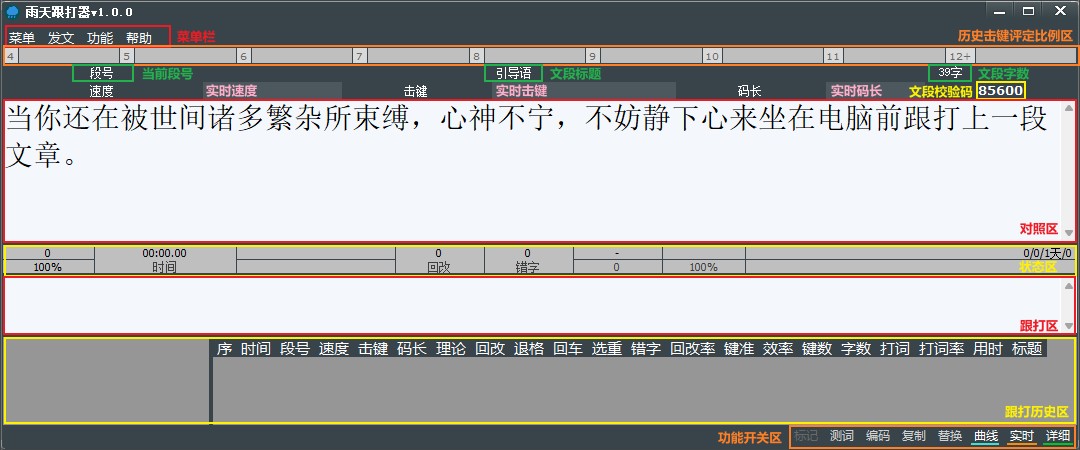 雨天跟打器v1.0.0
菜单 发文 功能 帮助 菜单栏 历史击键评定比例区
4 5 6 7 8 9 10 11 12+
段号 当前段号 引导语 文段标题 39字 文段字数
速度 实时速度 击键 实时击键 码长 实时码长 文段校验码 85600
当你还在被世间诸多繁杂所束缚，心神不宁，不妨静下心来坐在电脑前跟打上一段
文章。
对照区
0 00:00.00 0 0 - 0/0/1天/0
100% 时间 回改 错字 0 100% 状态区
跟打区
序 时间 段号 速度 击键 码长 理论 回改 退格 回车 选重 错字 回改率 键准 效率 键数 字数 打词 打词率 用时 标题
跟打历史区
功能开关区 标记 测词 编码 复制 替换 曲线 实时 详细